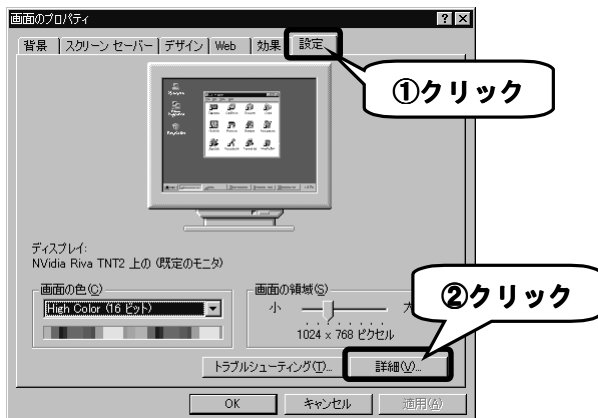 画面のプロパティ
背景 スクリーン セーバー デザイン Web 効果 設定
①クリック
ディスプレイ:
NVidia Riva TNT2 上の (既定のモニタ)
画面の色(C)
High Color (16 ビット)
画面の領域(S)
小 大
1024 x 768 ピクセル
②クリック
トラブルシューティング(T)... 詳細(V)...
OK キャンセル 適用(A)